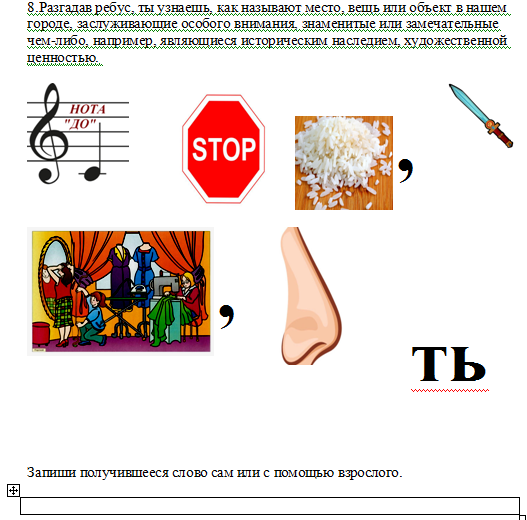 8.Разгадав ребус, ты узнаешь, как называют место, вещь или объект в нашем
городе, заслуживающие особого внимания, знаменитые или замечательные
чем-либо, например, являющиеся историческим наследием, художественной
ценностью.
НОТА
"ДО"
STOP
,
,
ть
Запиши получившееся слово сам или с помощью взрослого.